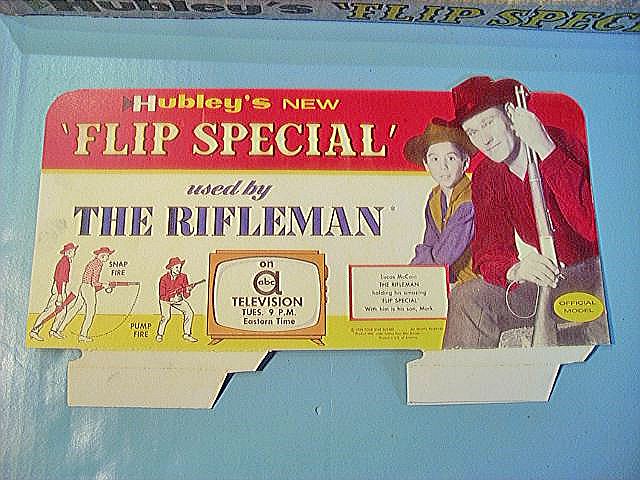 Hubley's 'FLIP SPECI
Hubley's NEW
'FLIP SPECIAL'
used by
THE RIFLEMAN
SNAP
FIRE
PUMP
FIRE
on
abc
TELEVISION
TUES. 9 P.M.
Eastern Time
Lucas McCain
THE RIFLEMAN
holding his amazing
FLIP SPECIAL'
With him is his son, Mark.
OFFICIAL
MODEL